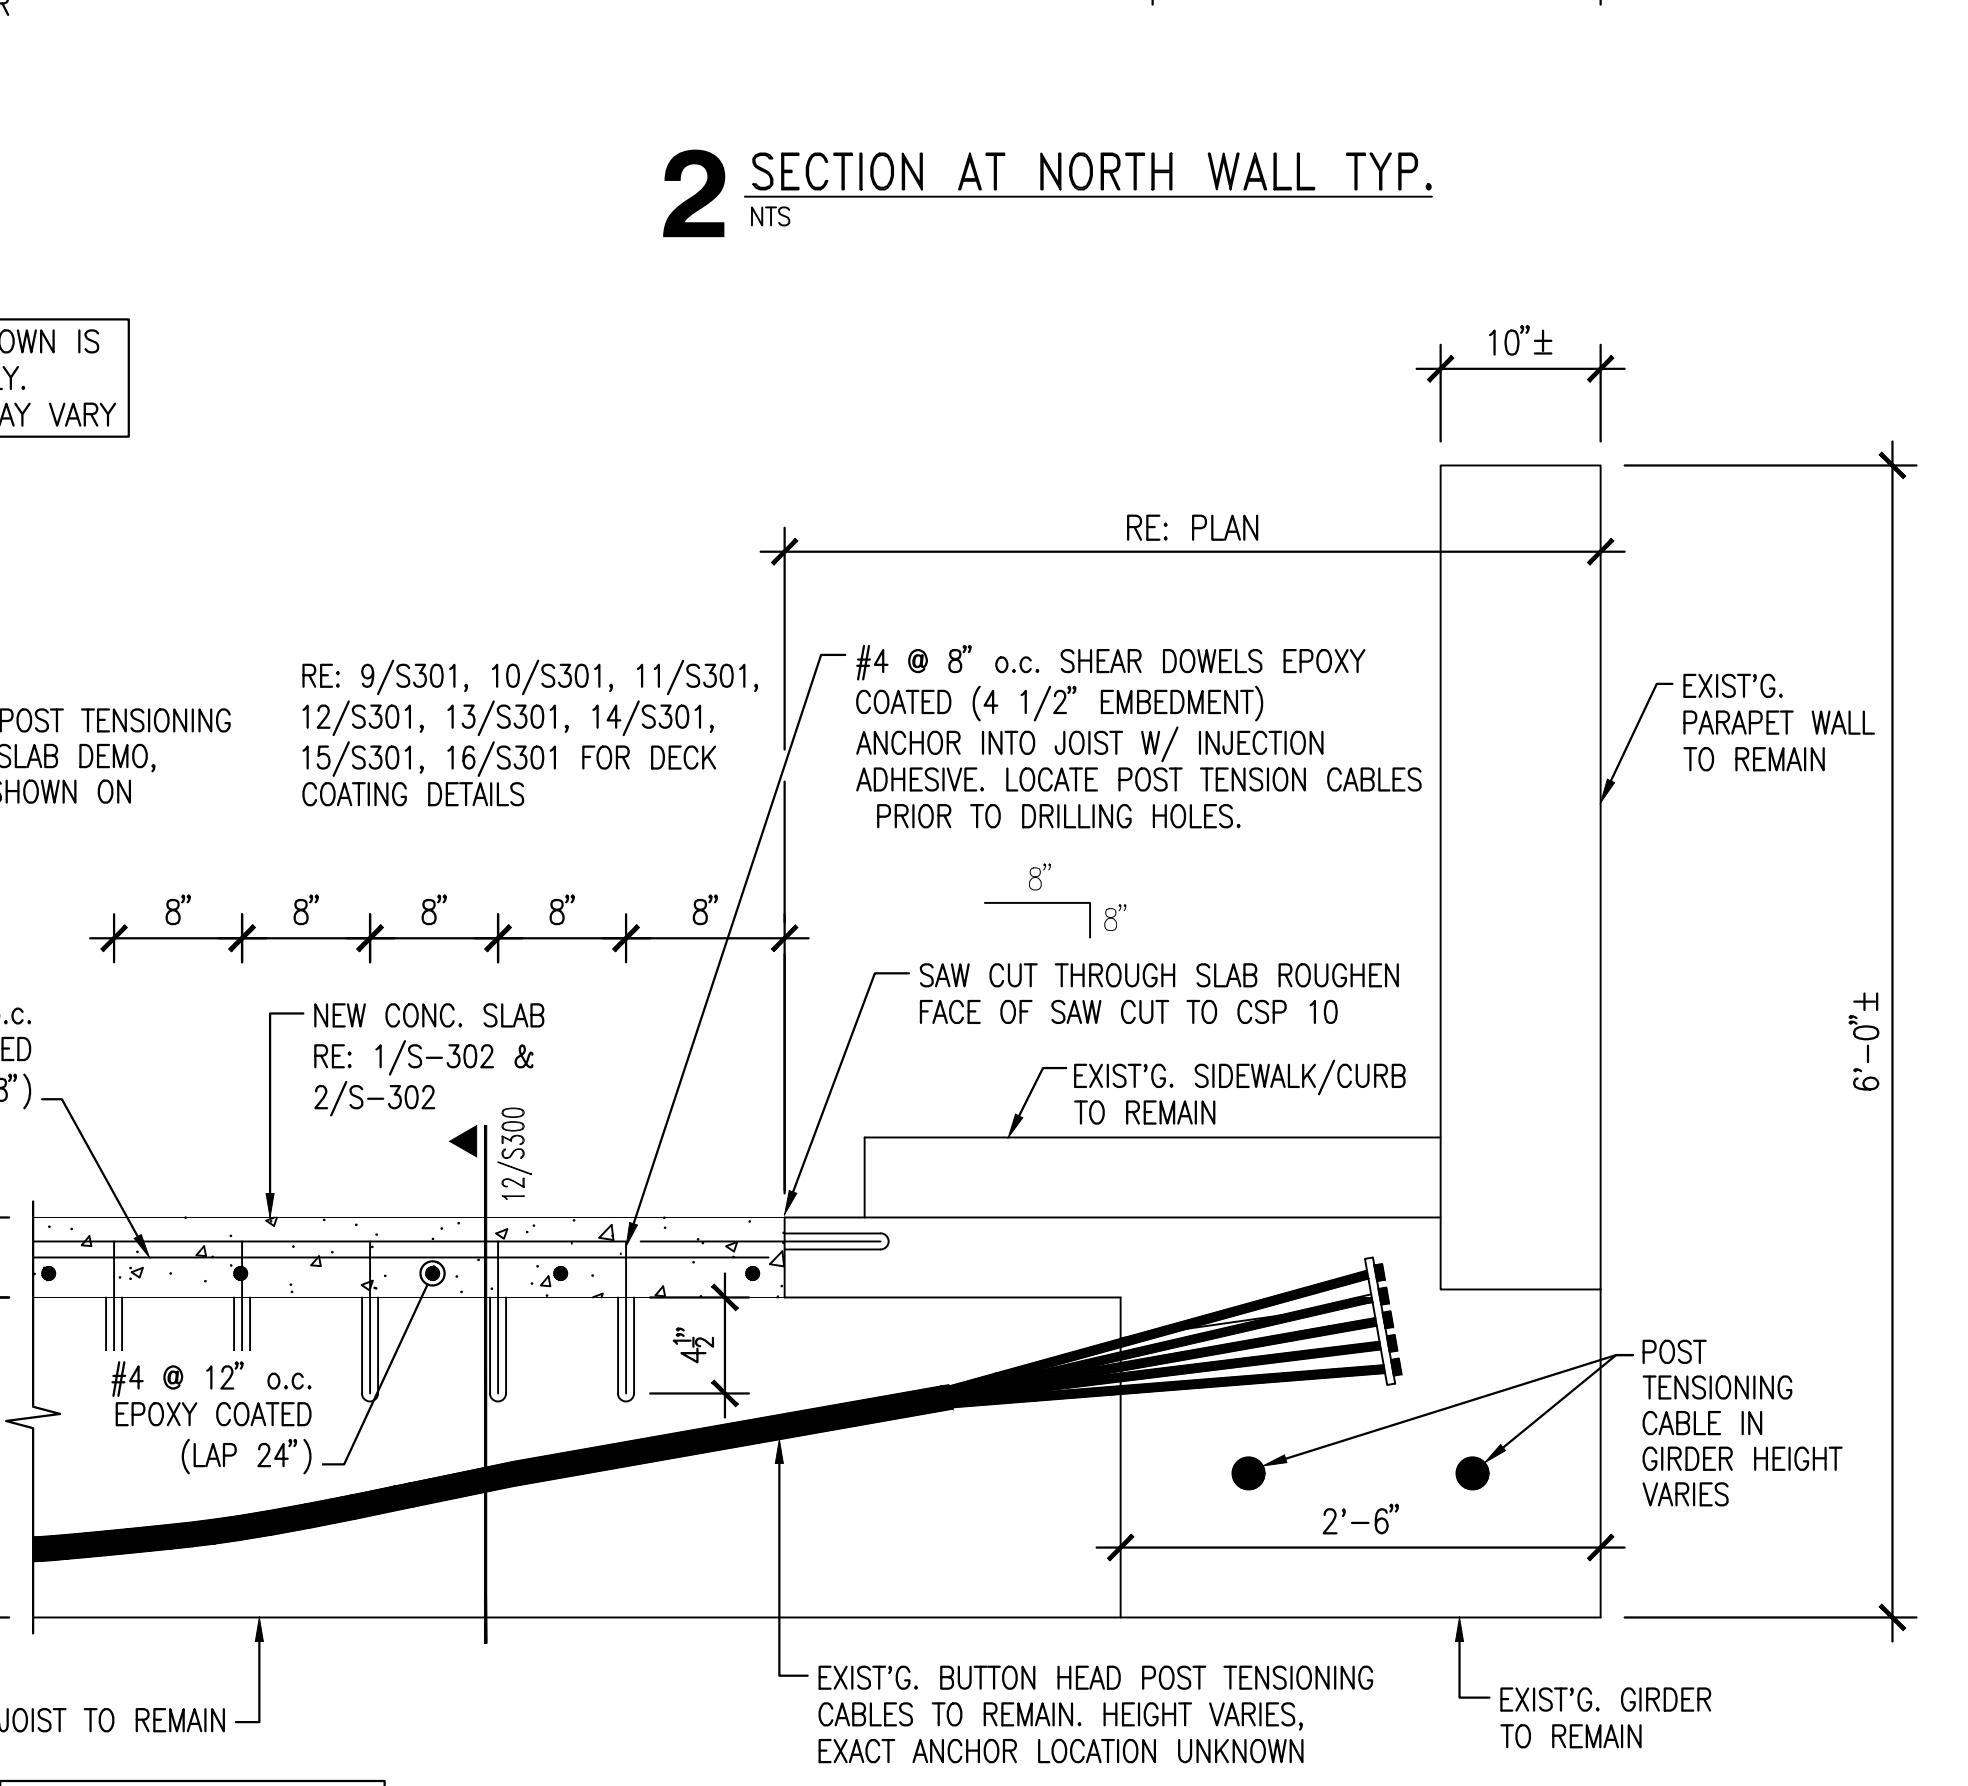 R
2 SECTION AT NORTH WALL TYP.
NTS
OWN IS
LY.
AY VARY
10"±
RE: PLAN
POST TENSIONING
SLAB DEMO,
SHOWN ON
RE: 9/S301, 10/S301, 11/S301,
12/S301, 13/S301, 14/S301,
15/S301, 16/S301 FOR DECK
COATING DETAILS
#4 @ 8" o.c. SHEAR DOWELS EPOXY
COATED (4 1/2" EMBEDMENT)
ANCHOR INTO JOIST W/ INJECTION
ADHESIVE. LOCATE POST TENSION CABLES
PRIOR TO DRILLING HOLES.
EXIST'G.
PARAPET WALL
TO REMAIN
8"
8"
8" 8" 8" 8" 8"
SAW CUT THROUGH SLAB ROUGHEN
FACE OF SAW CUT TO CSP 10
6'-0"±
.c.
ED
8")
NEW CONC. SLAB
RE: 1/S-302 &
2/S-302
12/S300
EXIST'G. SIDEWALK/CURB
TO REMAIN
4 1/2"
#4 @ 12" o.c.
EPOXY COATED
(LAP 24")
POST
TENSIONING
CABLE IN
GIRDER HEIGHT
VARIES
2'-6"
JOIST TO REMAIN
EXIST'G. BUTTON HEAD POST TENSIONING
CABLES TO REMAIN. HEIGHT VARIES,
EXACT ANCHOR LOCATION UNKNOWN
EXIST'G. GIRDER
TO REMAIN